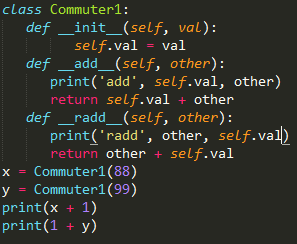 class Commuter1:
    def __init__(self, val):
        self.val = val
    def __add__(self, other):
        print('add', self.val, other)
        return self.val + other
    def __radd__(self, other):
        print('radd', other, self.val)
        return other + self.val
x = Commuter1(88)
y = Commuter1(99)
print(x + 1)
print(1 + y)